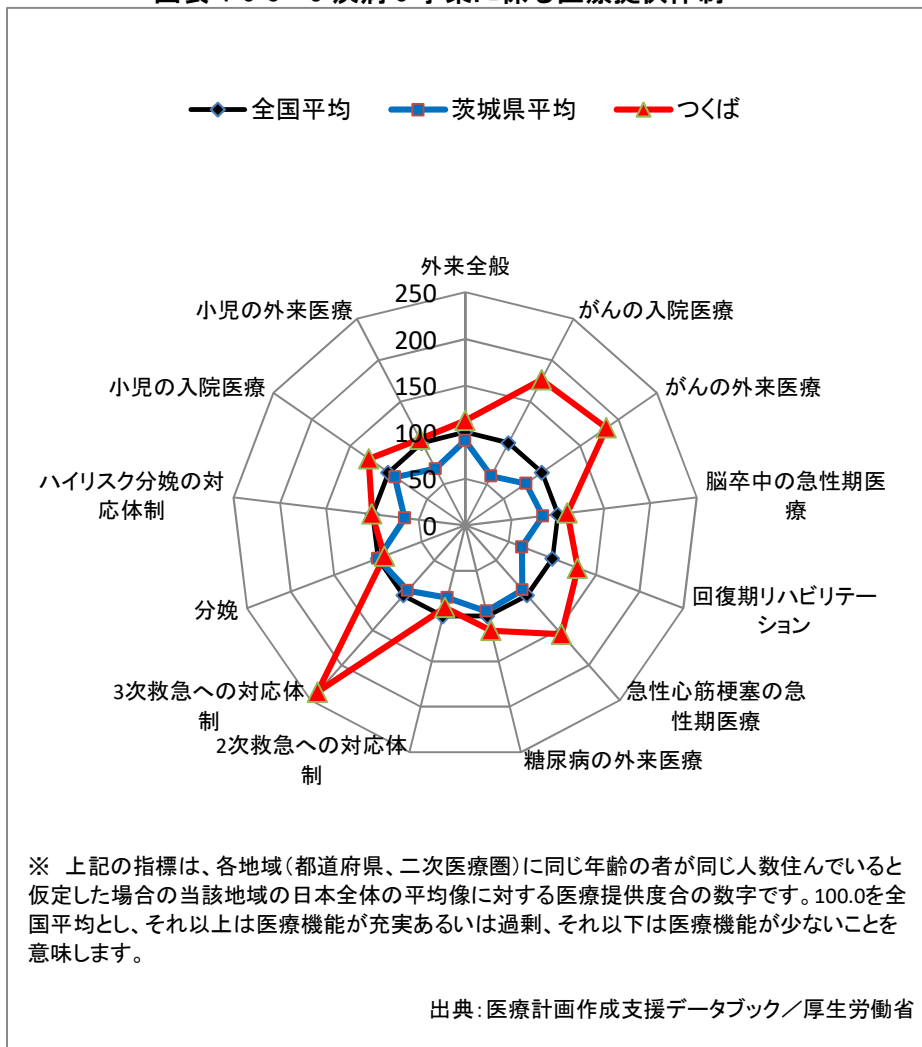 全国平均
茨城県平均
つくば
外来全般
がんの入院医療
がんの外来医療
脳卒中の急性期医
療
回復期リハビリテー
ション
急性心筋梗塞の急
性期医療
糖尿病の外来医療
2次救急への対応体
制
3次救急への対応体
制
分娩
ハイリスク分娩の対
応体制
小児の入院医療
小児の外来医療
250
200
150
100
50
0
※ 上記の指標は、各地域(都道府県、二次医療圏)に同じ年齢の者が同じ人数住んでいると
仮定した場合の当該地域の日本全体の平均像に対する医療提供度合の数字です。100.0を全
国平均とし、それ以上は医療機能が充実あるいは過剰、それ以下は医療機能が少ないことを
意味します。
出典:医療計画作成支援データブック/厚生労働省